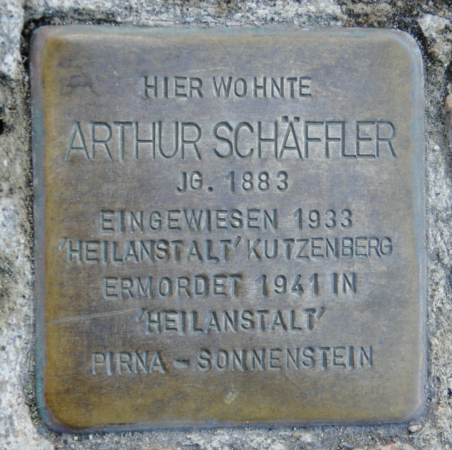 HIER WOHNTE
ARTHUR SCHÄFFLER
JG. 1883
EINGEWIESEN 1933
'HEILANSTALT' KUTZENBERG
ERMORDET 1941 IN
'HEILANSTALT'
PIRNA - SONNENSTEIN